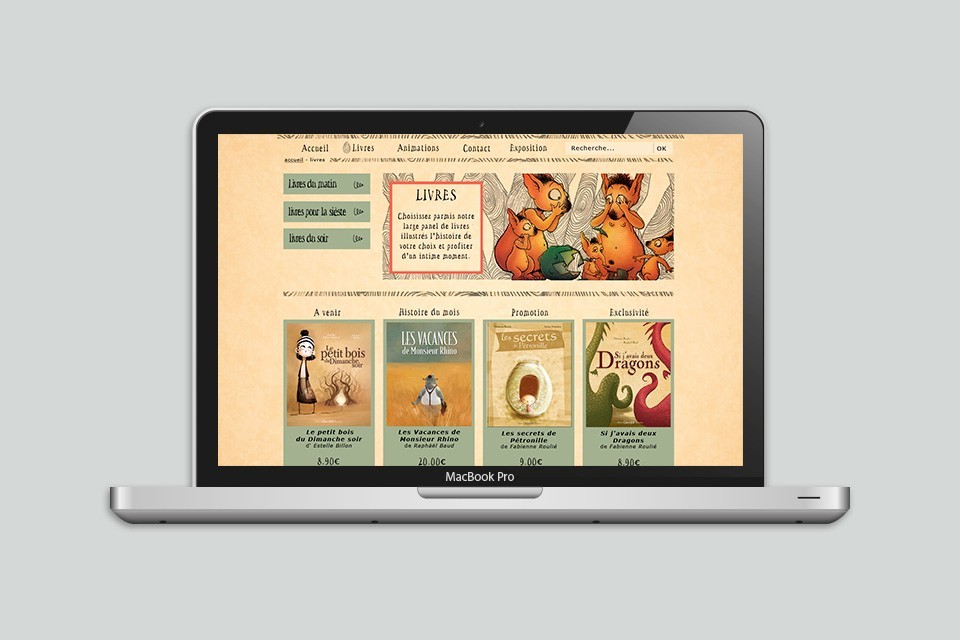 Accueil Livres Animations Contact Exposition Recherche... OK
accueil - livres
Livres du matin
livres pour la sièste
livres du soir
LIVRES
Choisissez parmis notre
large panel de livres
illustrés l'histoire de
votre choix et profiter
d'un intime moment.
A venir
Histoire du mois
Promotion
Exclusivité
Le
petit bois
du Dimanche
soir
LES VACANCES
de Monsieur Rhino
Les secrets
de Pétronille
Si j'avais deux
Dragons
Le petit bois
du Dimanche soir
d' Estelle Billon
8.90€
Les Vacances de
Monsieur Rhino
de Raphaël Baud
20.00€
Les secrets de
Pétronille
de Fabienne Roulié
9.00€
Si j'avais deux
Dragons
de Fabienne Roulié
8.90€
MacBook Pro